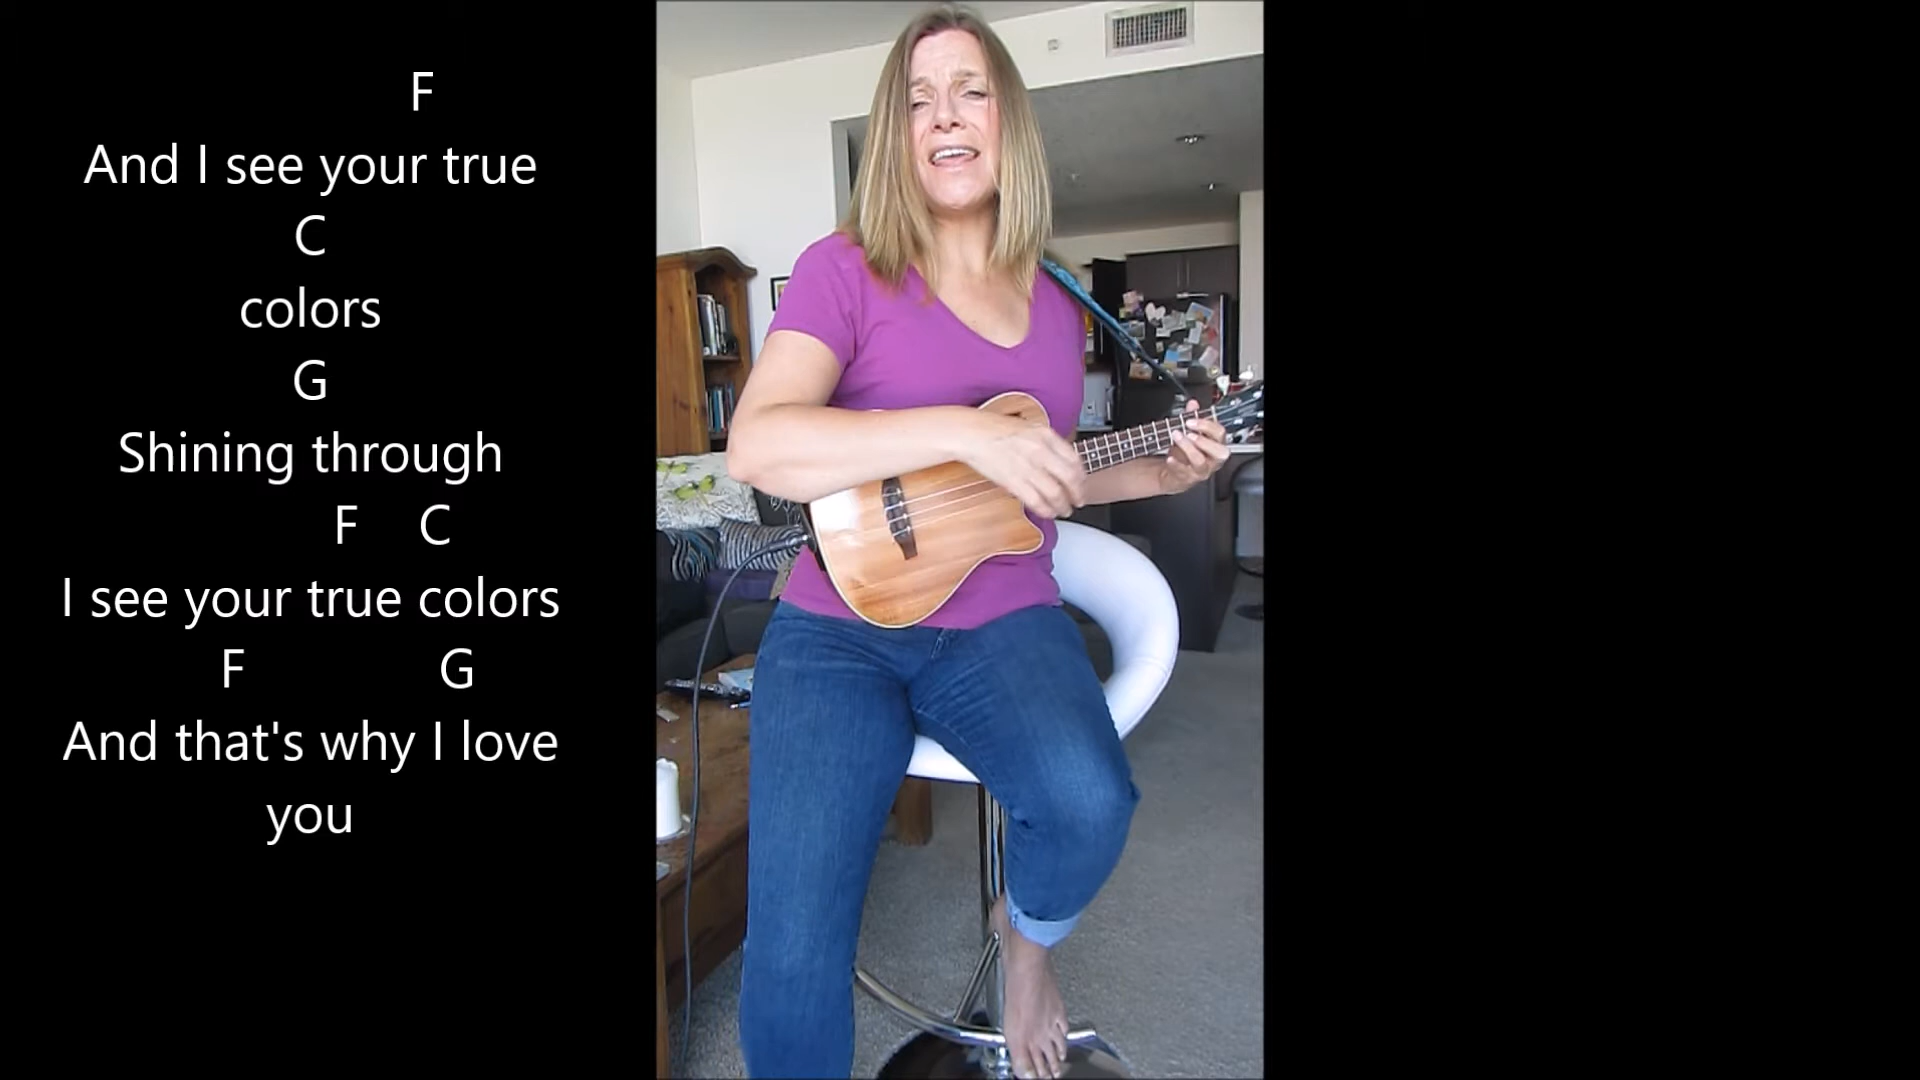 F
And I see your true
C
colors
G
Shining through
F C
I see your true colors
F G
And that's why I love
you